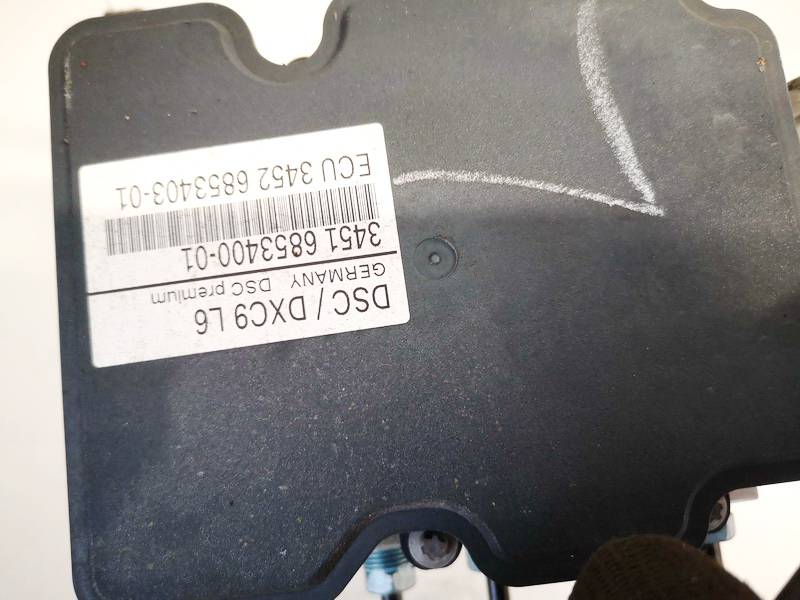 DSC / DXC9 L6
GERMANY DSC premium
3451 6853400-01
ECU 3452 6853403-01